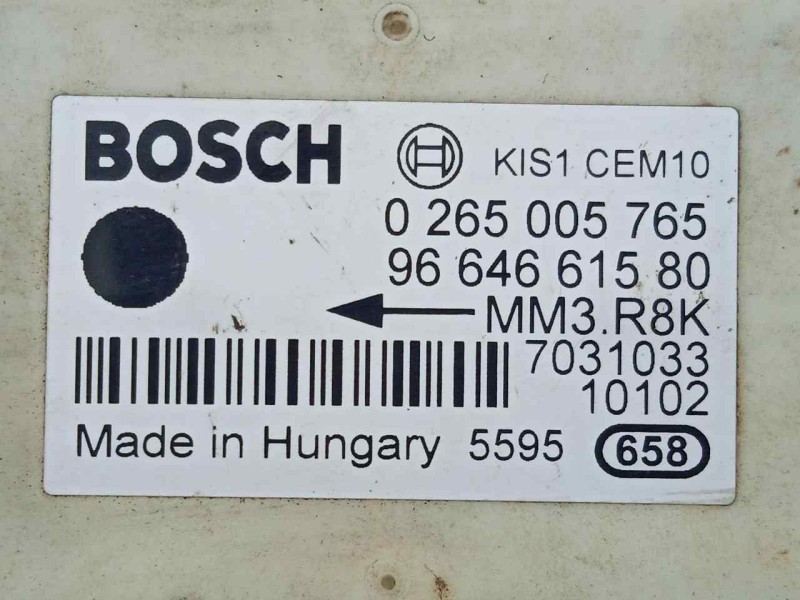 BOSCH KIS1 CEM10
0 265 005 765
96 646 615 80
MM3.R8K
7031033
10102
Made in Hungary 5595 658